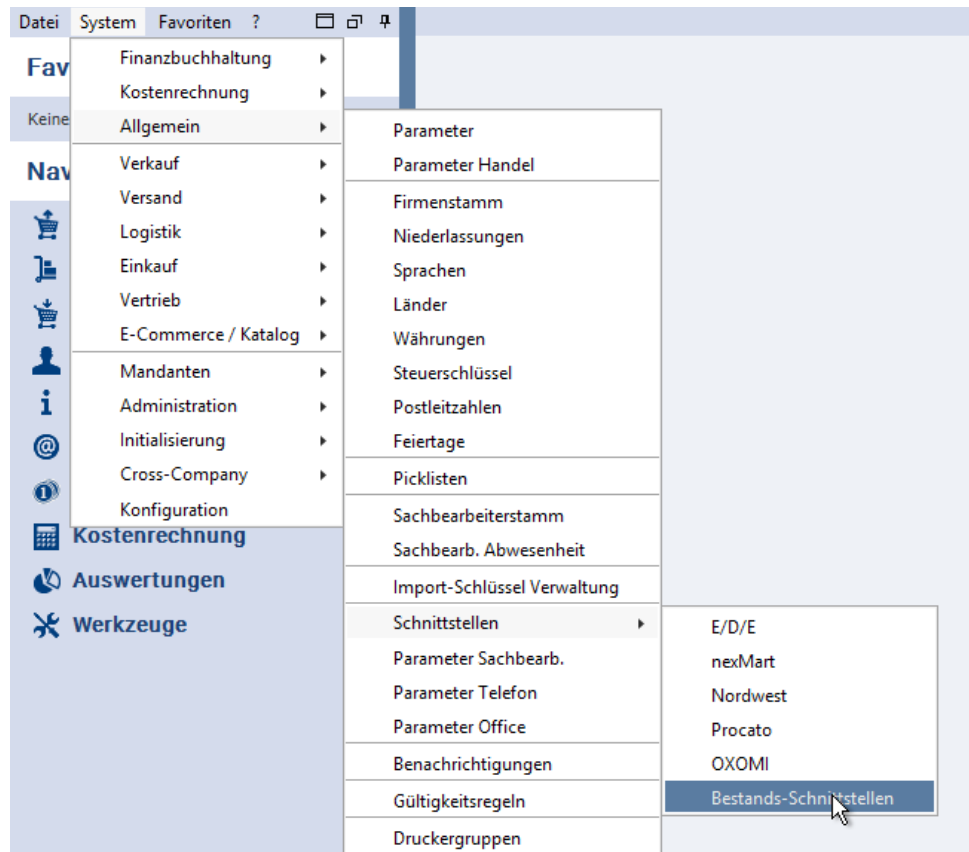 Datei System Favoriten ?
Fav
Keine
Nav
Finanzbuchhaltung
Kostenrechnung
Allgemein
Verkauf
Versand
Logistik
Einkauf
Vertrieb
E-Commerce / Katalog
Mandanten
Administration
Initialisierung
Cross-Company
Konfiguration
Kostenrechnung
Auswertungen
Werkzeuge
Parameter
Parameter Handel
Firmenstamm
Niederlassungen
Sprachen
Länder
Währungen
Steuerschlüssel
Postleitzahlen
Feiertage
Picklisten
Sachbearbeiterstamm
Sachbearb. Abwesenheit
Import-Schlüssel Verwaltung
Schnittstellen
Parameter Sachbearb.
Parameter Telefon
Parameter Office
Benachrichtigungen
Gültigkeitsregeln
Druckergruppen
E/D/E
nexMart
Nordwest
Procato
OXOMI
Bestands-Schnittstellen